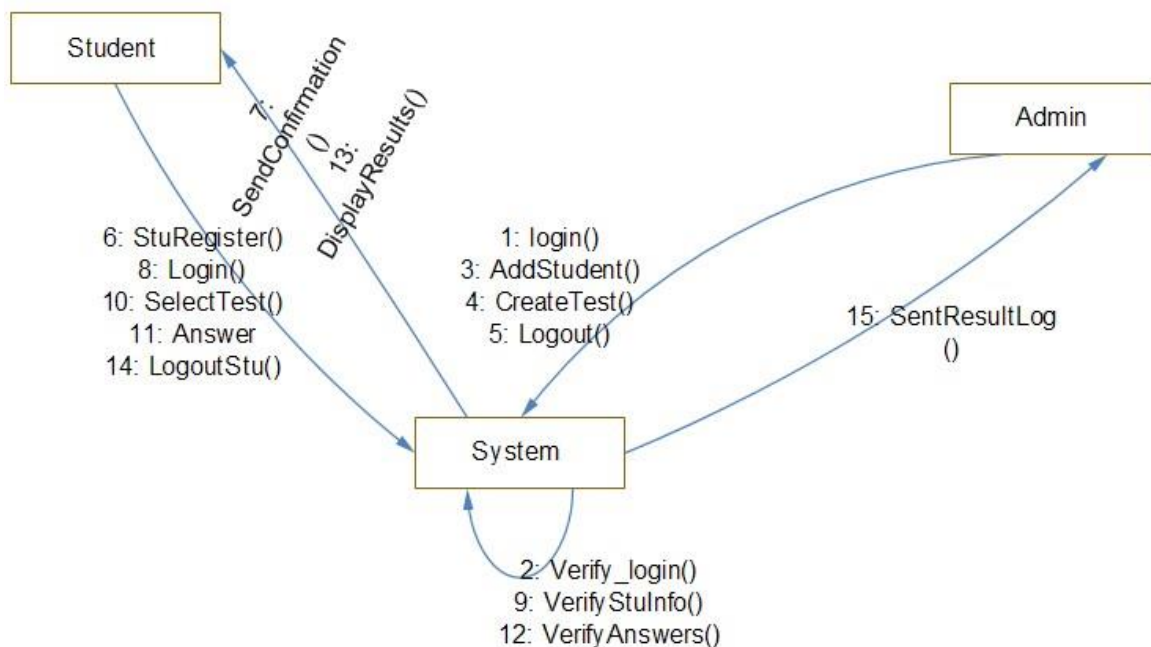 Student
7:
SendConfirmation
()
13:
DisplayResults()
Admin
6: StuRegister()
8: Login()
10: SelectTest()
11: Answer
14: LogoutStu()
1: login()
3: AddStudent()
4: CreateTest()
5: Logout()
15: SentResultLog
()
System
2: Verify_login()
9: VerifyStuInfo()
12: VerifyAnswers()